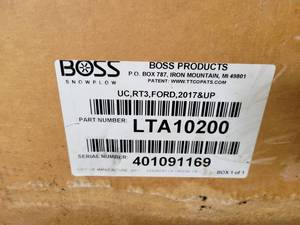 BOSS
SNOWPLOW
BOSS PRODUCTS
P.O. BOX 787, IRON MOUNTAIN, MI 49801
PATENT: WWW.TTCOPATS.COM
UC,RT3,FORD,2017&UP
PART NUMBER: LTA10200
SERIAL NUMBER: 401091169
BOX 1 of 1